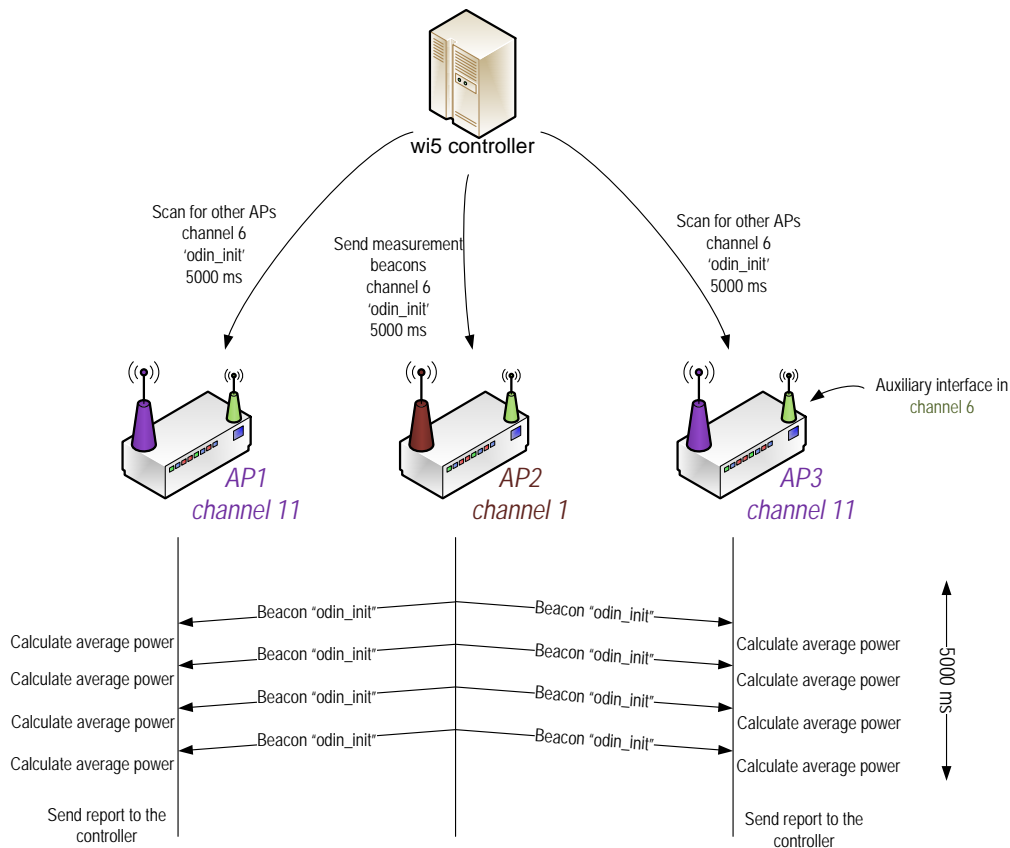 wi5 controller
Scan for other APs
channel 6
'odin_init'
5000 ms
Send measurement
beacons
channel 6
'odin_init'
5000 ms
Scan for other APs
channel 6
'odin_init'
5000 ms
Auxiliary interface in
channel 6
AP1
channel 11
AP2
channel 1
AP3
channel 11
Beacon “odin_init”
Beacon “odin_init”
Calculate average power
Calculate average power
Beacon “odin_init”
Beacon “odin_init”
Calculate average power
Calculate average power
Beacon “odin_init”
Beacon “odin_init”
Calculate average power
Calculate average power
Beacon “odin_init”
Beacon “odin_init”
Calculate average power
Calculate average power
5000 ms
Send report to the
controller
Send report to the
controller